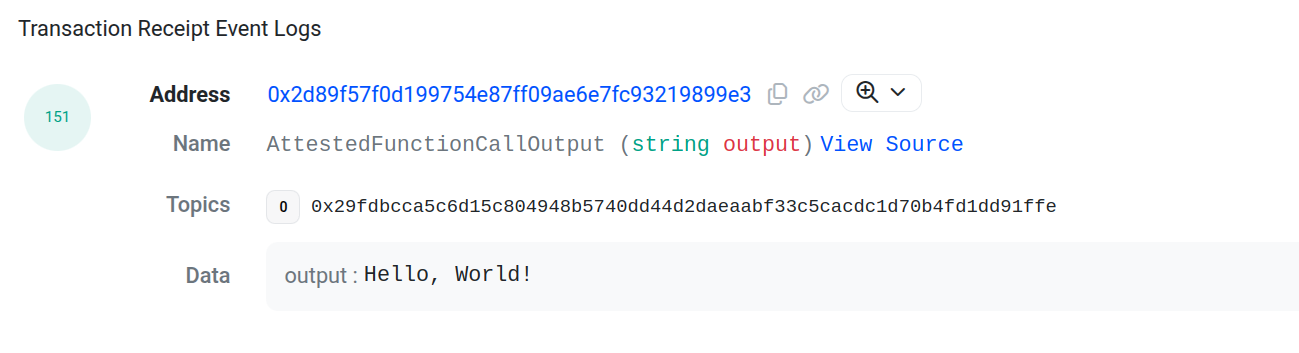 Transaction Receipt Event Logs
151
Address 0x2d89f57f0d199754e87ff09ae6e7fc93219899e3
Name AttestedFunctionCallOutput (string output) View Source
Topics 0 0x29fdbcca5c6d15c804948b5740dd44d2daeaabf33c5cacdc1d70b4fd1dd91ffe
Data output : Hello, World!